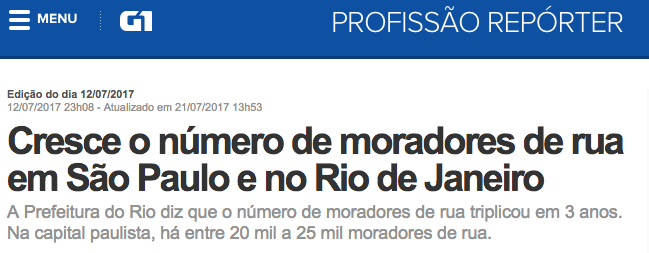 MENU
G1
PROFISSÃO REPÓRTER
Edição do dia 12/07/2017
12/07/2017 23h08 - Atualizado em 21/07/2017 13h53
Cresce o número de moradores de rua
em São Paulo e no Rio de Janeiro
A Prefeitura do Rio diz que o número de moradores de rua triplicou em 3 anos.
Na capital paulista, há entre 20 mil a 25 mil moradores de rua.